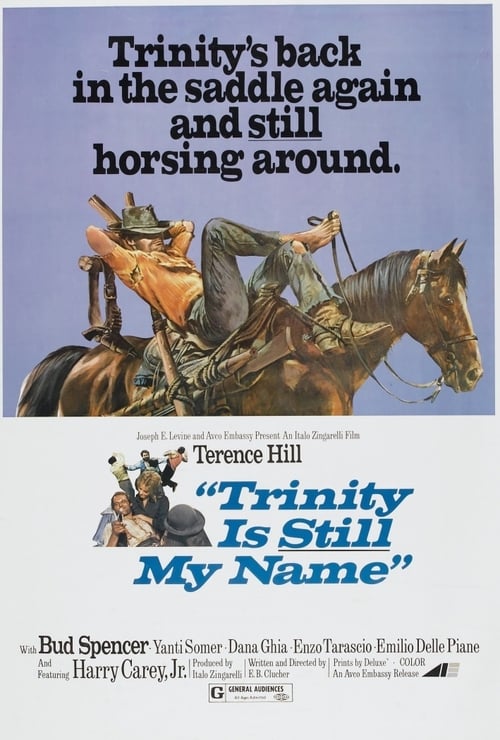 Trinity's back
in the saddle again
and still
horsing around.
Joseph E. Levine and Avco Embassy Present An Italo Zingarelli Film
Terence Hill
"Trinity
Is Still
My Name"
With Bud Spencer · Yanti Somer · Dana Ghia · Enzo Tarascio · Emilio Delle Piane
And Featuring Harry Carey, Jr. Produced by Italo Zingarelli Written and Directed by E.B. Clucher Prints by Deluxe® · COLOR An Avco Embassy Release
G GENERAL AUDIENCES
All Ages Admitted